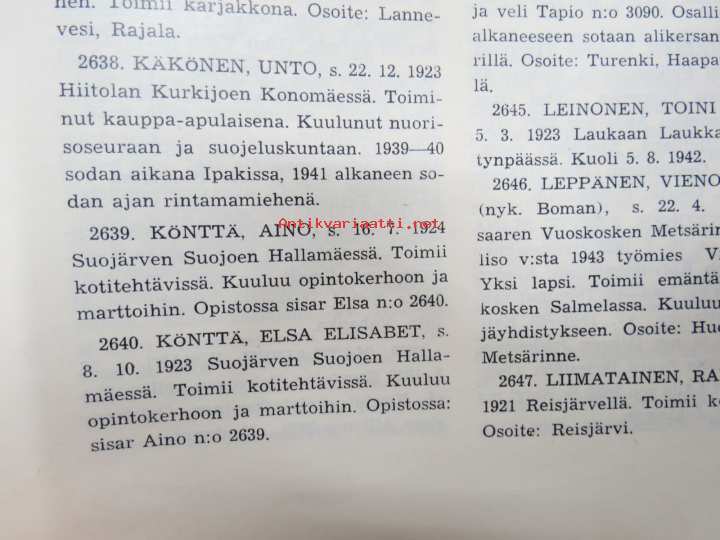 nen. Toimii karjakkona. Osoite: Lanne-
vesi, Rajala.
2638. KÄKÖNEN, UNTO, s. 22. 12. 1923
Hiitolan Kurkijoen Konomäessä. Toimi-
nut kauppa-apulaisena. Kuulunut nuori-
soseuraan ja suojeluskuntaan. 1939—40
sodan aikana Ipakissa, 1941 alkaneen so-
dan ajan rintamamiehenä.
2639. KÖNTTÄ, AINO, s. 16. 7. 1924
Antikvariaatti.net
Suojärven Suojoen Hallamäessä. Toimii
kotitehtävissä. Kuuluu opintokerhoon ja
marttoihin. Opistossa sisar Elsa n:o 2640.
2640. KÖNTTÄ, ELSA ELISABET, s.
8. 10. 1923 Suojärven Suojoen Halla-
mäessä. Toimii kotitehtävissä. Kuuluu
opintokerhoon ja marttoihin. Opistossa:
sisar Aino n:o 2639.
ja veli Tapio n:o 3090. Osalli
alkaneeseen sotaan alikersan
rillä. Osoite: Turenki, Haapa
lä.
2645. LEINONEN, TOINI
5. 3. 1923 Laukaan Laukka
tynpäässä. Kuoli 5. 8. 1942.
2646. LEPPÄNEN, VIENO
(nyk. Boman), s. 22. 4.
saaren Vuoskosken Metsärin
liso v:sta 1943 työmies
Yksi lapsi. Toimii emäntä
kosken Salmelassa. Kuuluu
jäyhdistykseen. Osoite: Huo
Metsärinne.
2647. LIIMATAINEN, RA
1921 Reisjärvellä. Toimii k
Osoite: Reisjärvi.